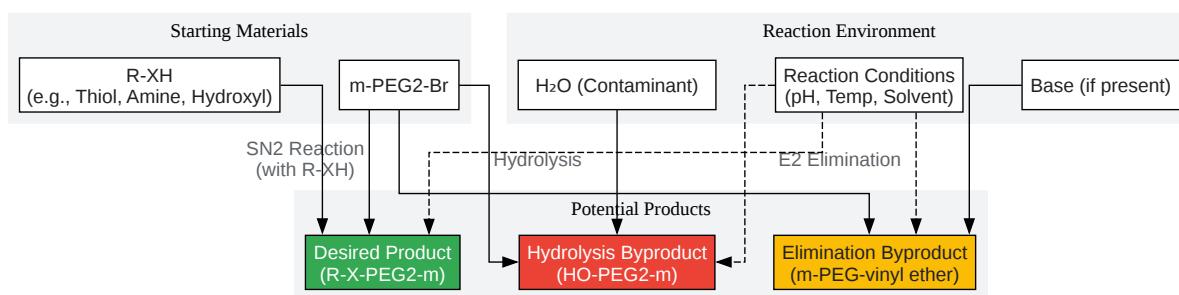 Starting Materials
Reaction Environment
R-XH
(e.g., Thiol, Amine, Hydroxyl)
m-PEG2-Br
H₂O (Contaminant)
Reaction Conditions
(pH, Temp, Solvent)
Base (if present)
SN2 Reaction
(with R-XH)
Hydrolysis
E2 Elimination
Potential Products
Desired Product
(R-X-PEG2-m)
Hydrolysis Byproduct
(HO-PEG2-m)
Elimination Byproduct
(m-PEG-vinyl ether)